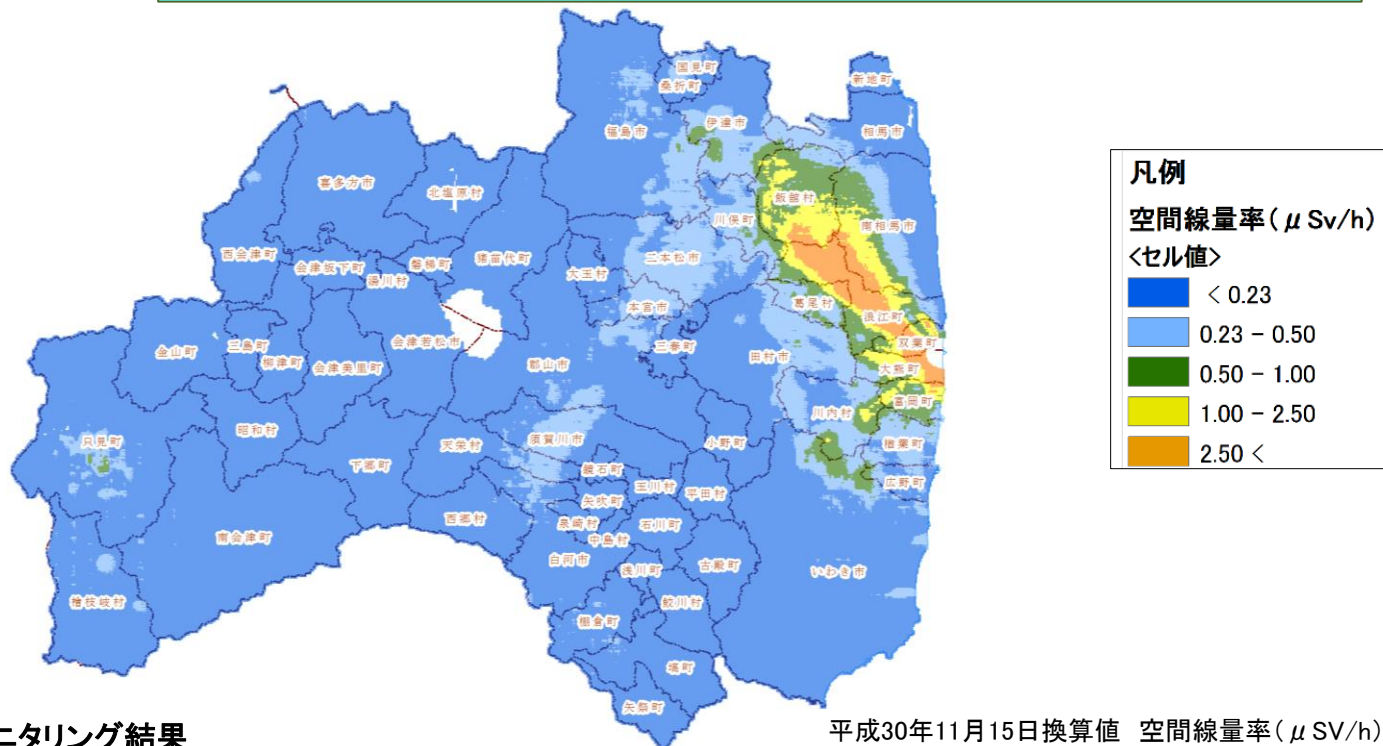 国見町
桑折町
新地町
相馬市
伊達市
福島市
喜多方市
北塩原村
飯舘村
川俣町
南相馬市
西会津町
会津坂下町
湯川村
磐梯町
猪苗代町
大玉村
二本松市
本宮市
葛尾村
浪江町
双葉町
大熊町
富岡町
金山町
三島町
柳津町
会津美里町
会津若松市
郡山市
三春町
田村市
川内村
楢葉町
広野町
只見町
昭和村
下郷町
天栄村
須賀川市
鏡石町
小野町
玉川村
平田村
矢吹町
西郷村
泉崎村
中島村
石川町
白河市
浅川町
古殿町
いわき市
南会津町
檜枝岐村
鮫川村
棚倉町
塙町
矢祭町
凡例
空間線量率(μSv/h)
<セル値>
< 0.23
0.23 - 0.50
0.50 - 1.00
1.00 - 2.50
2.50 <
ニタリング結果
平成30年11月15日換算値 空間線量率(μSV/h)